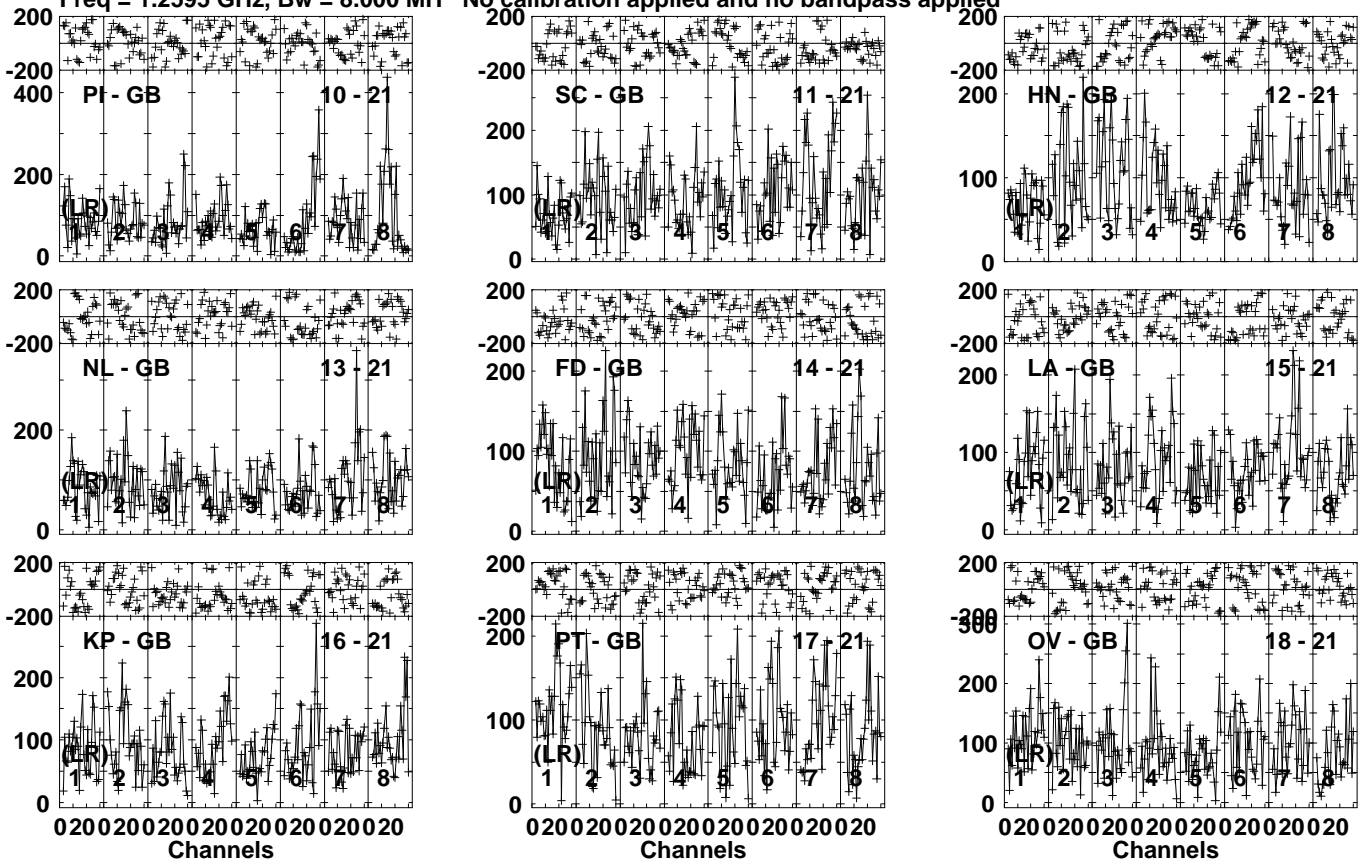 Freq = 1.2595 GHz, Bw = 8.000 MH No calibration applied and no bandpass applied
200 200 200
-200 -200 -200
PI - GB 10 - 21 SC - GB 11 - 21 HN - GB 12 - 21
400
200 200 200
100 100
(LR) (LR) (LR)
1 2 3 4 5 6 7 8 1 2 3 4 5 6 7 8 1 2 3 4 5 6 7 8
0 0 0
200 200 200
-200 -200 -200
NL - GB 13 - 21 FD - GB 14 - 21 LA - GB 15 - 21
200 200 200
100 100
(LR) (LR) (LR)
1 2 3 4 5 6 7 8 1 2 3 4 5 6 7 8 1 2 3 4 5 6 7 8
0 0 0
200 200 200
-200 -200 -200
300
KP - GB 16 - 21 PT - GB 17 - 21 OV - GB 18 - 21
200 200 200
100 100 100
(LR) (LR) (LR)
1 2 3 4 5 6 7 8 1 2 3 4 5 6 7 8 1 2 3 4 5 6 7 8
0 0 0
0 20 0 20 0 20 0 20 0 20 0 20 0 20 0 20 0 20 0 20 0 20 0 20 0 20 0 20 0 20 0 20 0 20 0 20 0 20 0 20 0 20 0 20 0 20 0 20
Channels Channels Channels